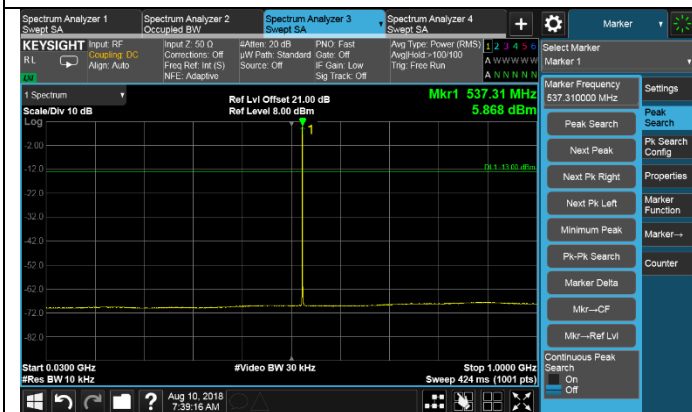 Spectrum Analyzer 1
Swept SA
Spectrum Analyzer 2
Occupied BW
Spectrum Analyzer 3
Swept SA
Spectrum Analyzer 4
Swept SA
+
Marker
KEYSIGHT
RL
LM
Input: RF
Coupling: DC
Align: Auto
Input Z: 50 Ω
Corrections: Off
Freq Ref: Int (S)
NFE: Adaptive
#Atten: 20 dB
µW Path: Standard
Source: Off
PNO: Fast
Gate: Off
IF Gain: Low
Sig Track: Off
Avg Type: Power (RMS)
Avg|Hold:>100/100
Trig: Free Run
1 2 3 4 5 6
A W W W W W
A N N N N N
Select Marker
Marker 1
1 Spectrum
Scale/Div 10 dB
Log
Ref Lvl Offset 21.00 dB
Ref Level 8.00 dBm
Mkr1 537.31 MHz
5.868 dBm
1
DL1 -13.00 dBm
-2.00
-12.0
-22.0
-32.0
-42.0
-52.0
-62.0
-72.0
-82.0
Start 0.0300 GHz
#Res BW 10 kHz
#Video BW 30 kHz
Stop 1.0000 GHz
Sweep 424 ms (1001 pts)
Marker Frequency
537.310000 MHz
Peak Search
Next Peak
Next Pk Right
Next Pk Left
Minimum Peak
Pk-Pk Search
Marker Delta
Mkr→CF
Mkr→Ref Lvl
Continuous Peak
Search
On
Off
Settings
Peak
Search
Pk Search
Config
Properties
Marker
Function
Marker→
Counter
?
Aug 10, 2018
7:39:16 AM